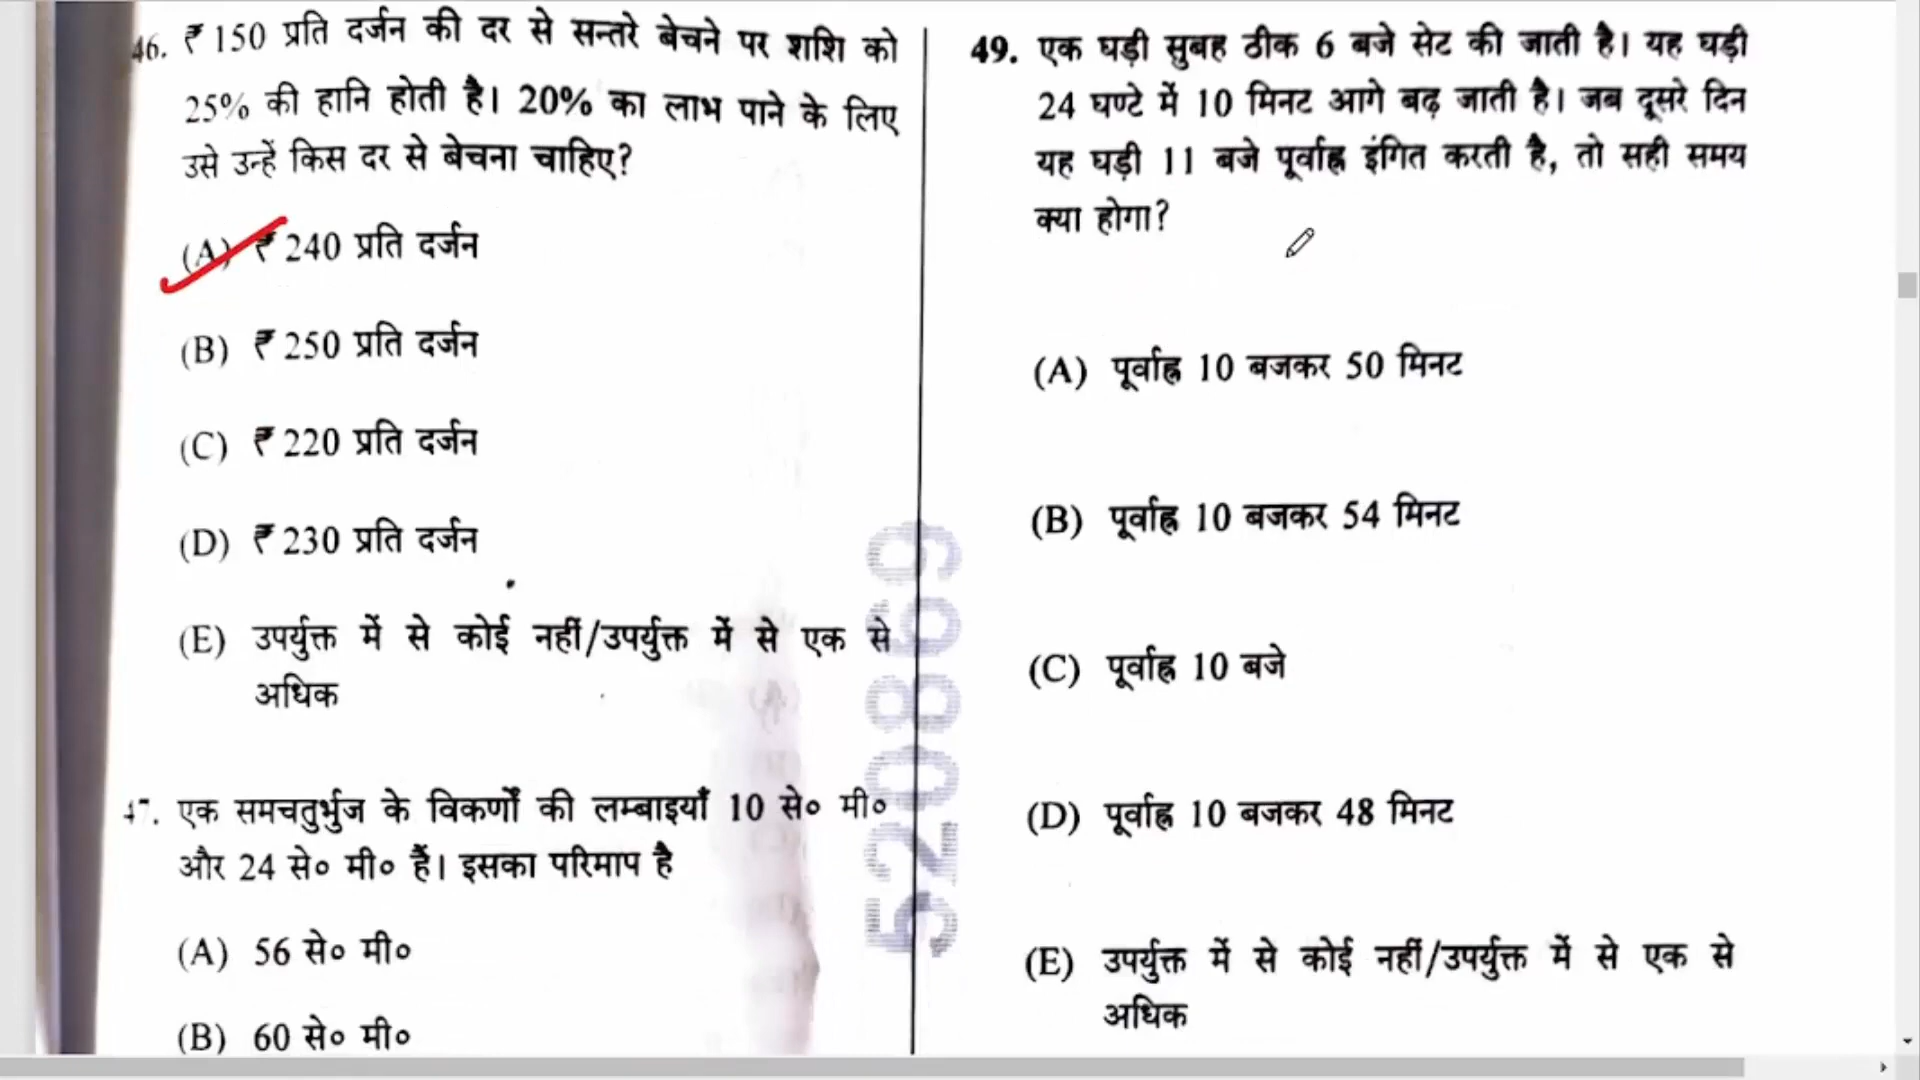 46. ₹ 150 प्रति दर्जन की दर से सन्तरे बेचने पर शशि को
25% की हानि होती है। 20% का लाभ पाने के लिए
उसे उन्हें किस दर से बेचना चाहिए?
(A) ₹ 240 प्रति दर्जन
(B) ₹ 250 प्रति दर्जन
(C) ₹ 220 प्रति दर्जन
(D) ₹ 230 प्रति दर्जन
(E) उपर्युक्त में से कोई नहीं/उपर्युक्त में से एक से
अधिक
47. एक समचतुर्भुज के विकर्णों की लम्बाइयाँ 10 से० मी०
और 24 से० मी० हैं। इसका परिमाप है
(A) 56 से० मी०
(B) 60 से० मी०
5208699
49. एक घड़ी सुबह ठीक 6 बजे सेट की जाती है। यह घड़ी
24 घण्टे में 10 मिनट आगे बढ़ जाती है। जब दूसरे दिन
यह घड़ी 11 बजे पूर्वाह्न इंगित करती है, तो सही समय
क्या होगा?
(A) पूर्वाह्न 10 बजकर 50 मिनट
(B) पूर्वाह्न 10 बजकर 54 मिनट
(C) पूर्वाह्न 10 बजे
(D) पूर्वाह्न 10 बजकर 48 मिनट
(E) उपर्युक्त में से कोई नहीं/उपर्युक्त में से एक से
अधिक